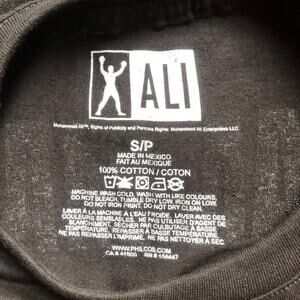 ALI
Muhammad Ali™, Rights of Publicity and Persona Rights: Muhammad Ali Enterprises LLC
S/P
MADE IN MEXICO
FAIT AU MEXIQUE
100% COTTON / COTON
MACHINE WASH COLD, WASH WITH LIKE COLOURS.
DO NOT BLEACH, TUMBLE DRY LOW, IRON ON LOW.
DO NOT IRON PRINT, DO NOT DRY CLEAN.
LAVER À LA MACHINE À L'EAU FROIDE, LAVER AVEC DES
COULEURS SEMBLABLES. NE PAS UTILISER D'AGENT DE
BLANCHIMENT. SÉCHER PAR CULBUTAGE À BASSE
TEMPÉRATURE. REPASSER À BASSE TEMPÉRATURE.
NE PAS REPASSER L'IMPRIMÉ. NE PAS NETTOYER À SEC.
WWW.PHILCOS.COM
CA # 41800